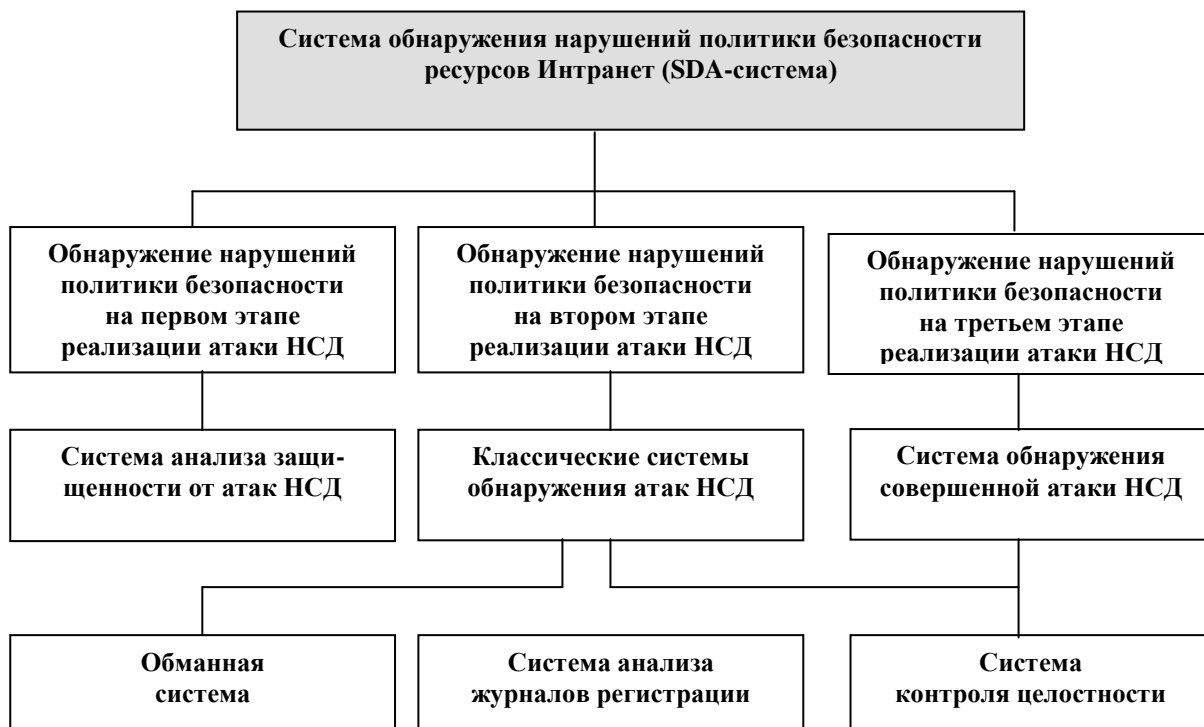 Система обнаружения нарушений политики безопасности
ресурсов Интранет (SDA-система)
Обнаружение нарушений
политики безопасности
на первом этапе
реализации атаки НСД
Обнаружение нарушений
политики безопасности
на втором этапе
реализации атаки НСД
Обнаружение нарушений
политики безопасности
на третьем этапе
реализации атаки НСД
Система анализа защи-
щенности от атак НСД
Классические системы
обнаружения атак НСД
Система обнаружения
совершенной атаки НСД
Обманная
система
Система анализа
журналов регистрации
Система
контроля целостности